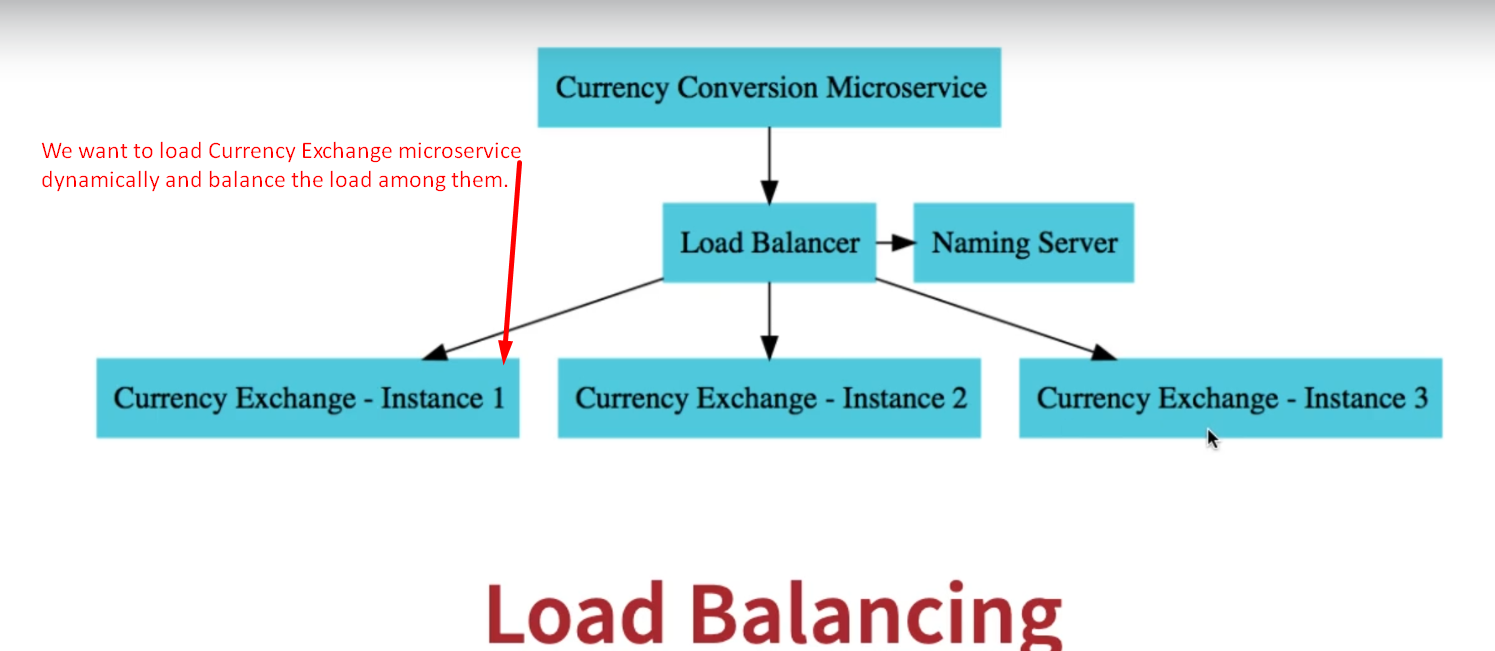 Currency Conversion Microservice
We want to load Currency Exchange microservice
dynamically and balance the load among them.
Load Balancer
Naming Server
Currency Exchange - Instance 1
Currency Exchange - Instance 2
Currency Exchange - Instance 3
Load Balancing